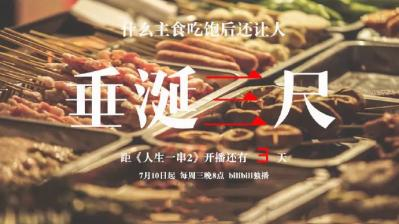 什么主食吃饱后还让人
垂涎三尺
距《人生一串2》开播还有 3 天
7月10日起 每周三晚8点 bilibili独播